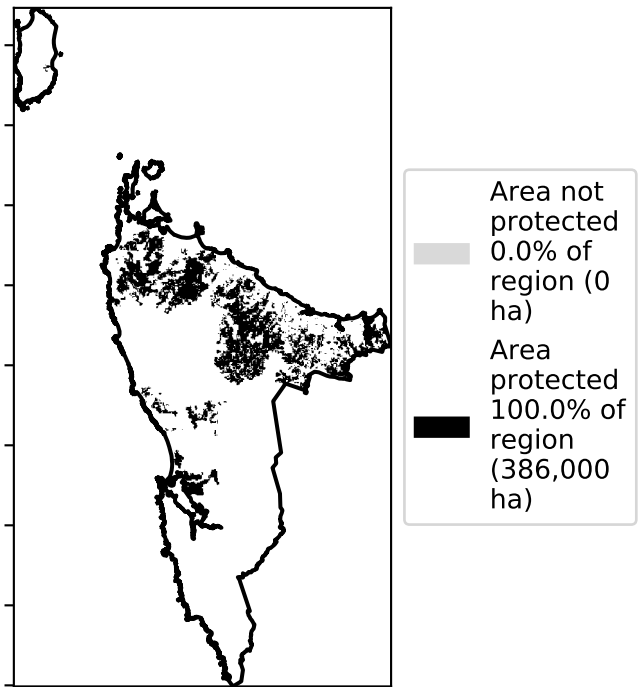 Area not
protected
0.0% of
region (0
ha)
Area
protected
100.0% of
region
(386,000
ha)